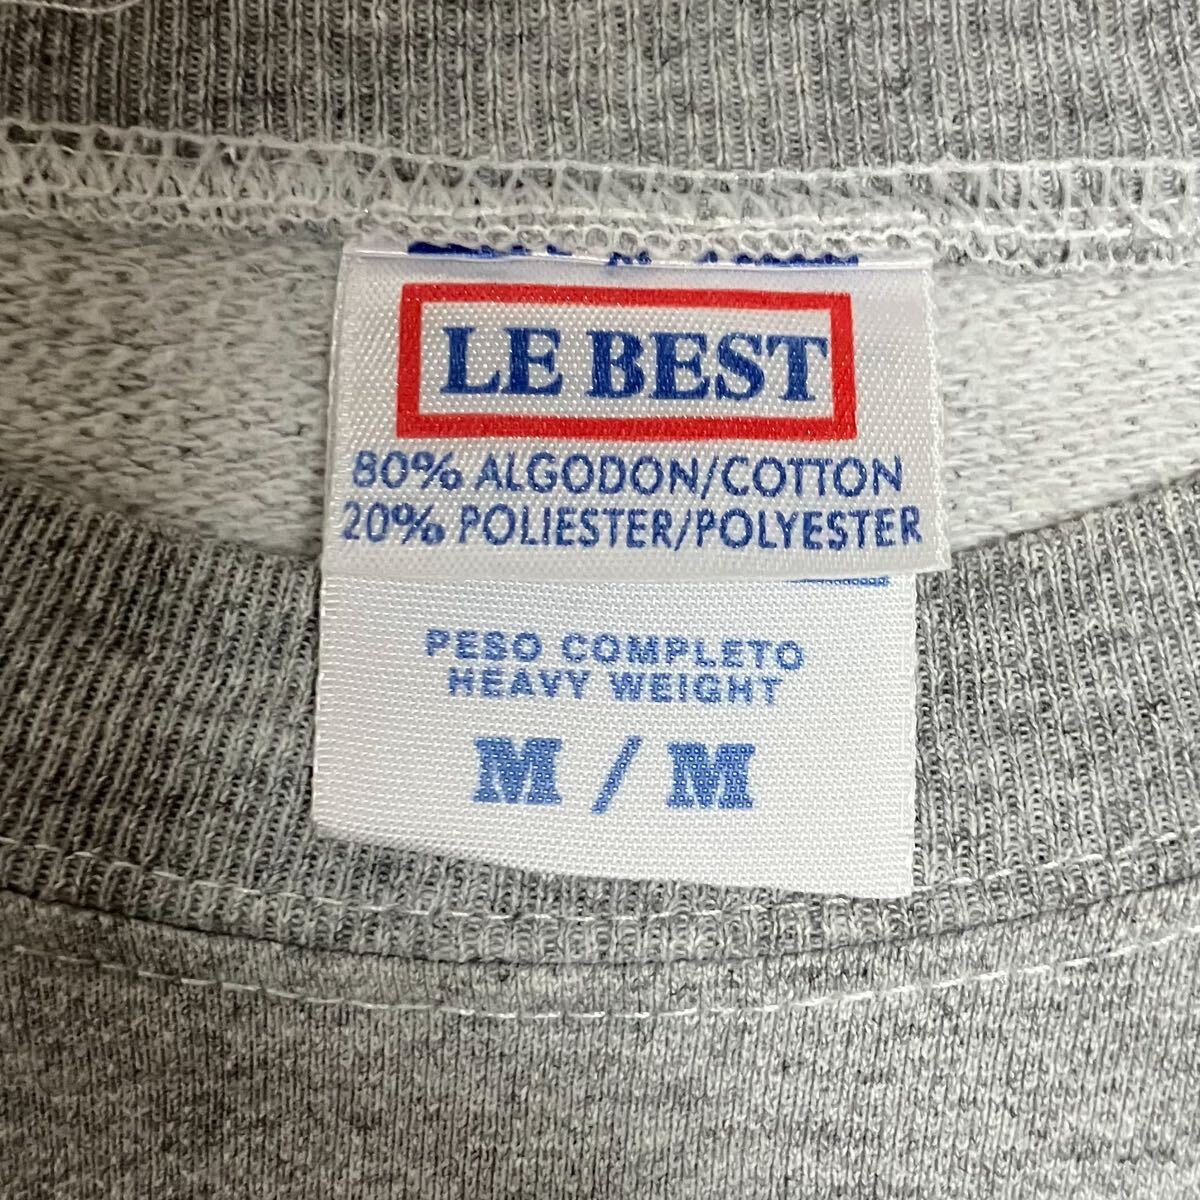 LE BEST
80% ALGODON/COTTON
20% POLIESTER/POLYESTER
PESO COMPLETO
HEAVY WEIGHT
M / M